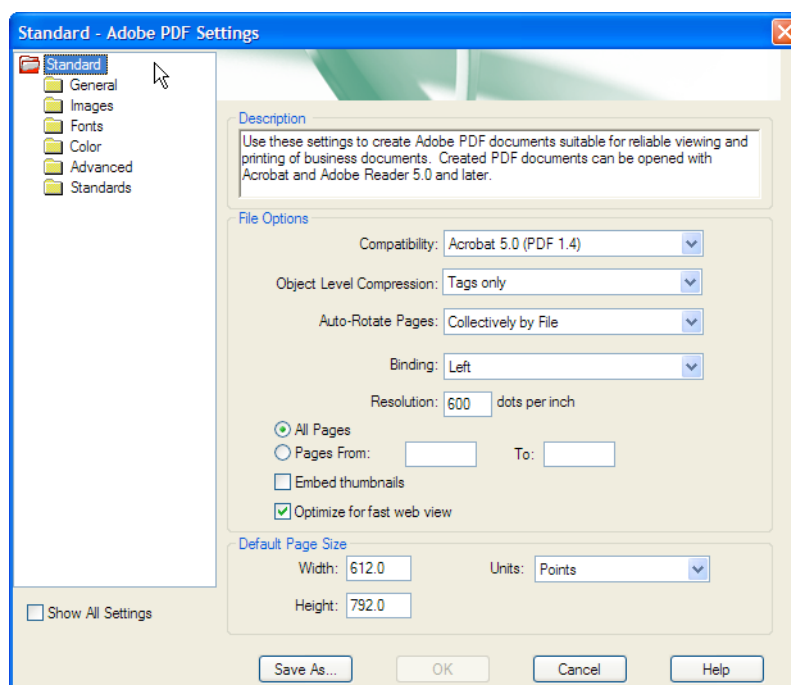 Standard - Adobe PDF Settings
Standard
General
Images
Fonts
Color
Advanced
Standards
Show All Settings
Description
Use these settings to create Adobe PDF documents suitable for reliable viewing and
printing of business documents.  Created PDF documents can be opened with
Acrobat and Adobe Reader 5.0 and later.
File Options
Compatibility: Acrobat 5.0 (PDF 1.4)
Object Level Compression: Tags only
Auto-Rotate Pages: Collectively by File
Binding: Left
Resolution: 600 dots per inch
All Pages
Pages From: To:
Embed thumbnails
Optimize for fast web view
Default Page Size
Width: 612.0 Units: Points
Height: 792.0
Save As... OK Cancel Help